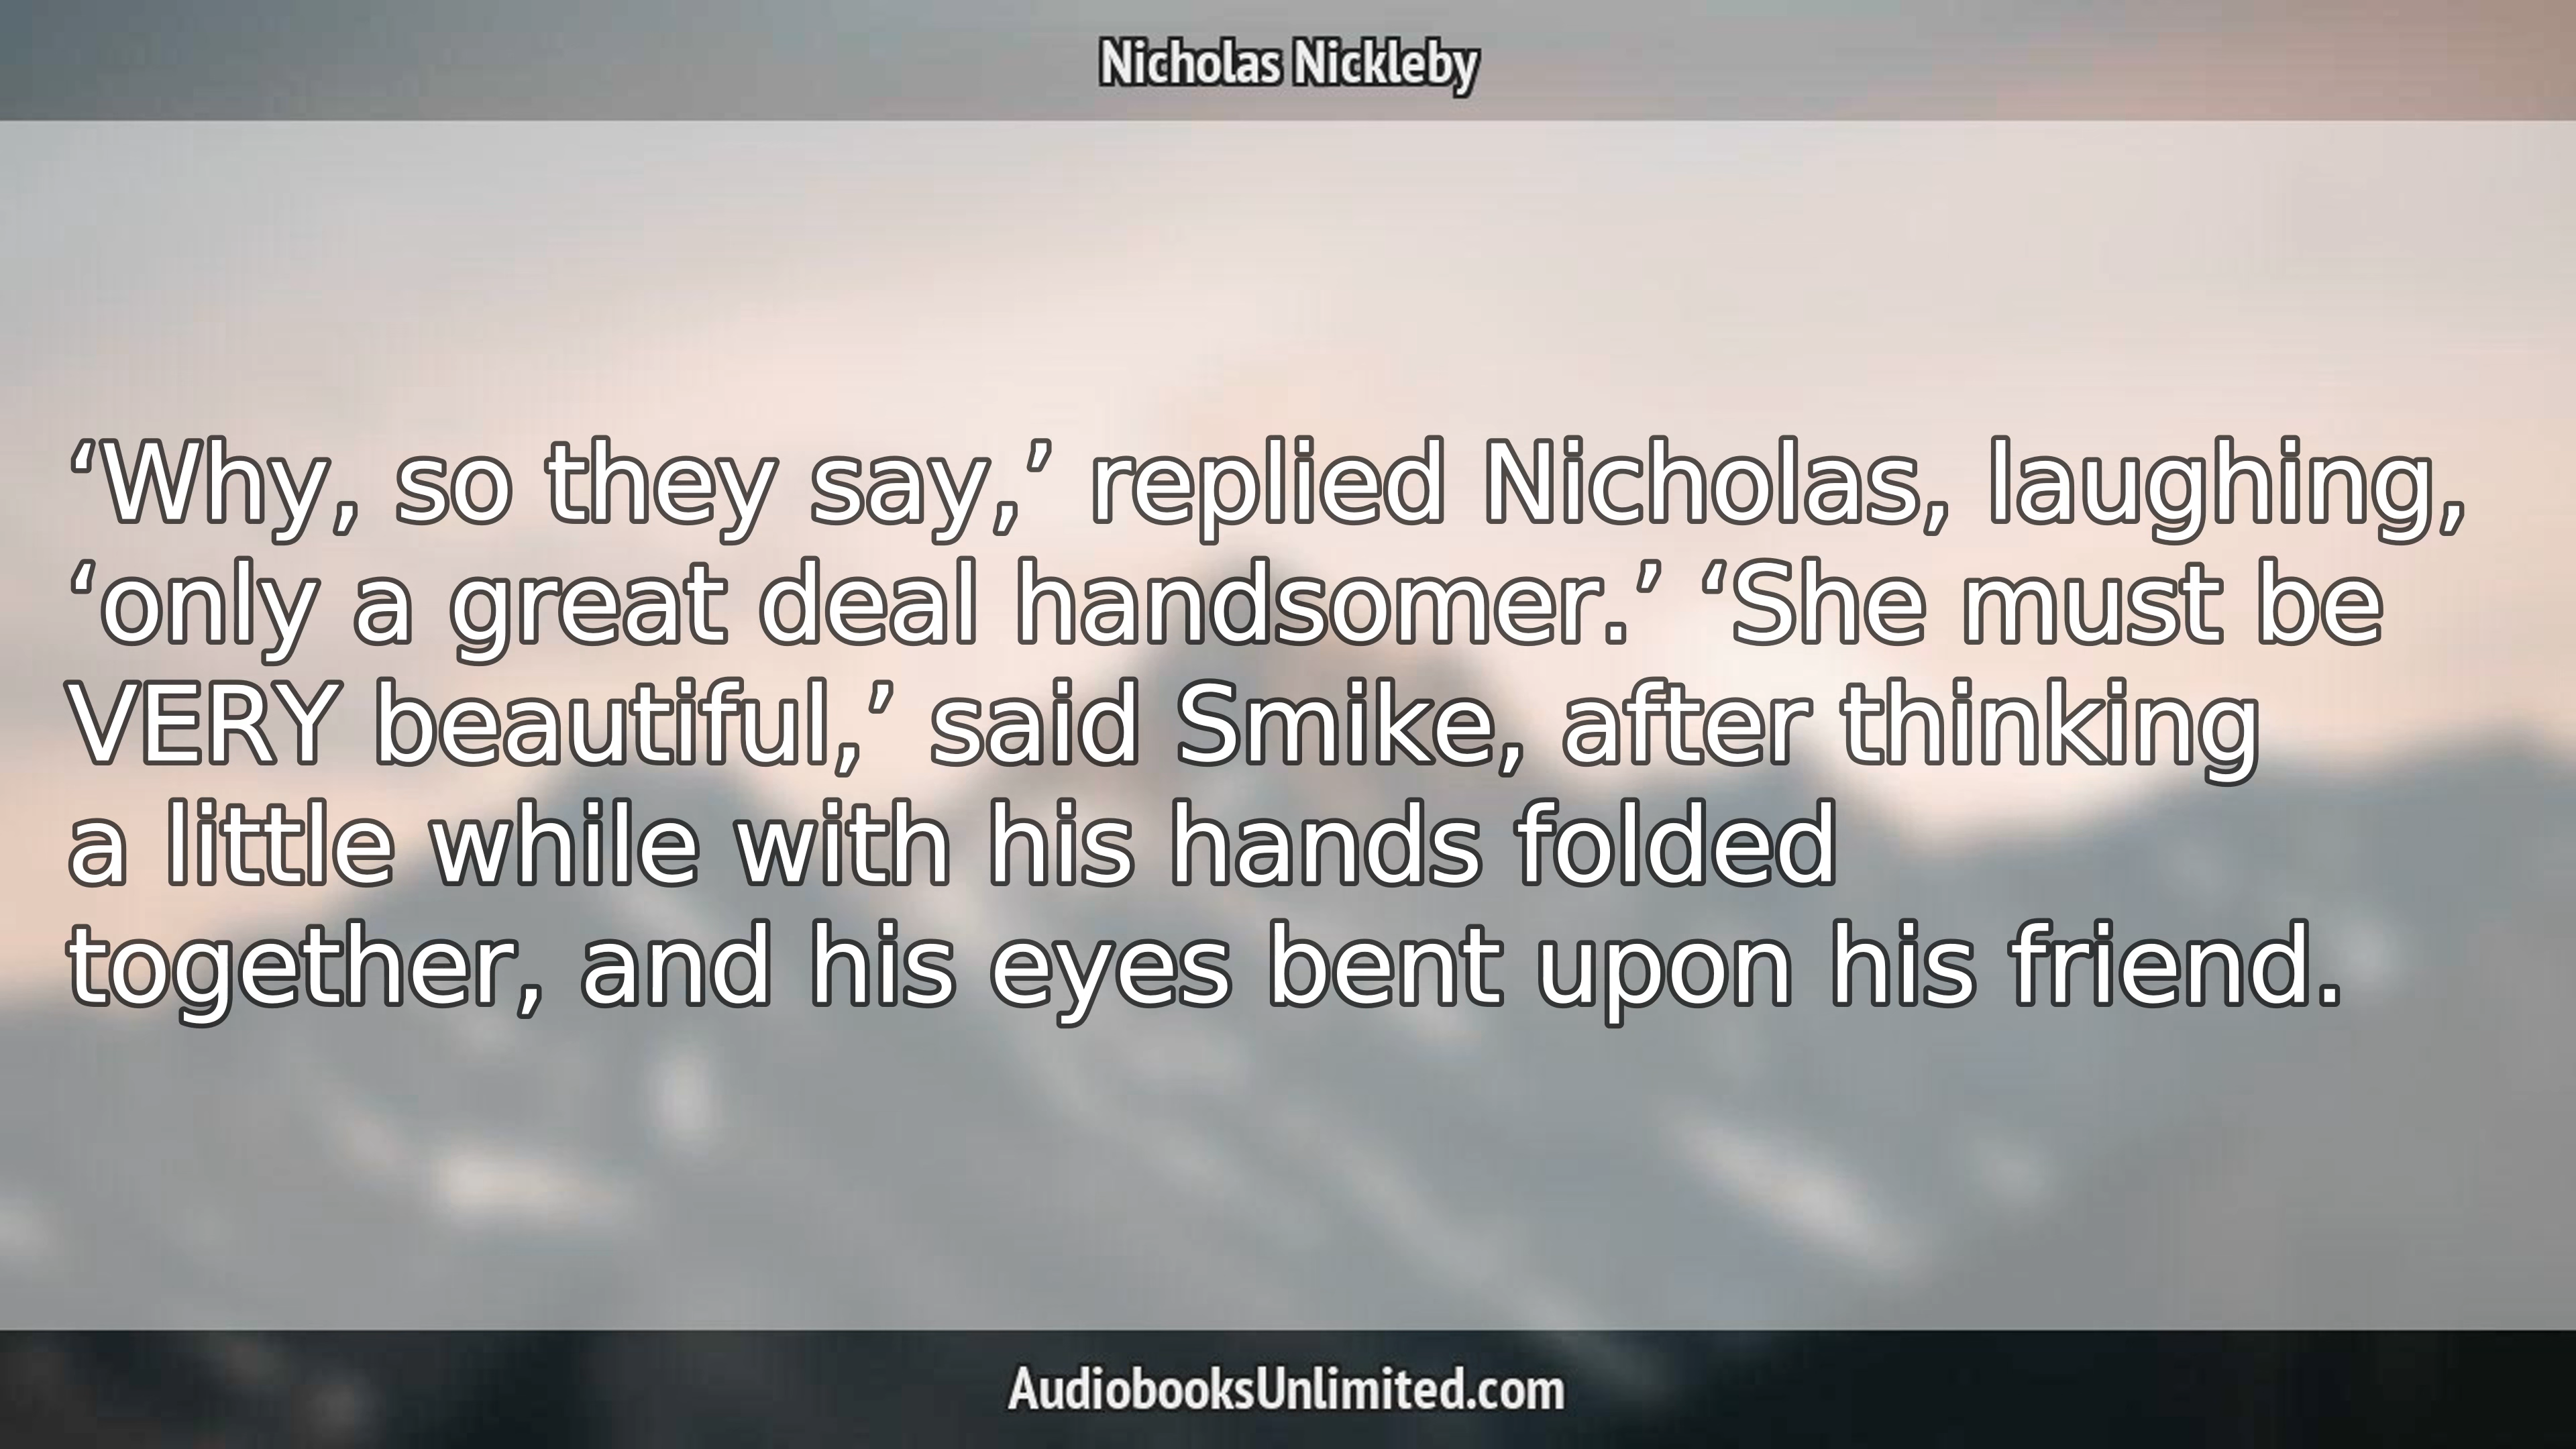 Nicholas Nickleby
‘Why, so they say,’ replied Nicholas, laughing,
‘only a great deal handsomer.’ ‘She must be
VERY beautiful,’ said Smike, after thinking
a little while with his hands folded
together, and his eyes bent upon his friend.
AudiobooksUnlimited.com